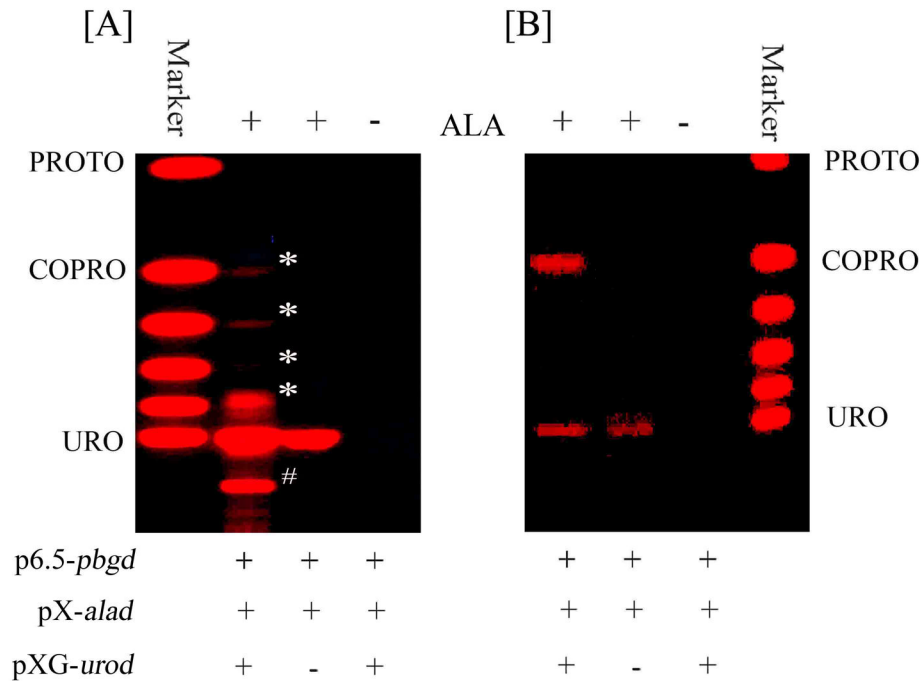 [A] [B]
Marker + + - ALA + + - Marker
PROTO PROTO
COPRO * COPRO
*
*
*
URO URO
#
p6.5-pbgd + + + + + +
pX-alad + + + + + +
pXG-urod + - + + - +